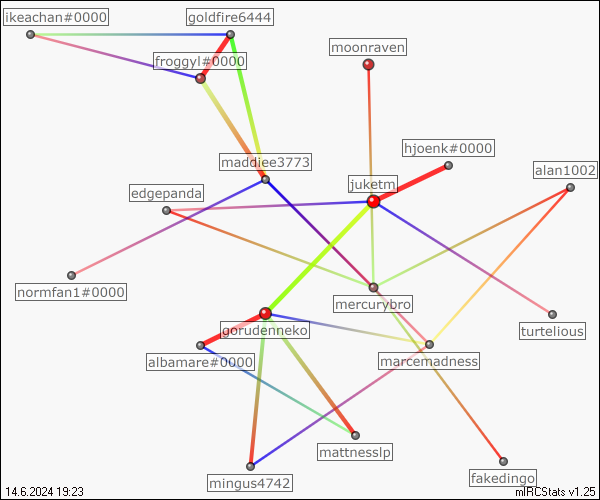 ikeachan#0000
goldfire6444
moonraven
froggyl#0000
hjoenk#0000
maddiee3773
alan1002
juketm
edgepanda
normfan1#0000
mercurybro
turtelious
gorudenneko
albamare#0000
marcemadness
mattnesslp
fakedingo
mingus4742
14.6.2024 19:23
mIRCStats v1.25